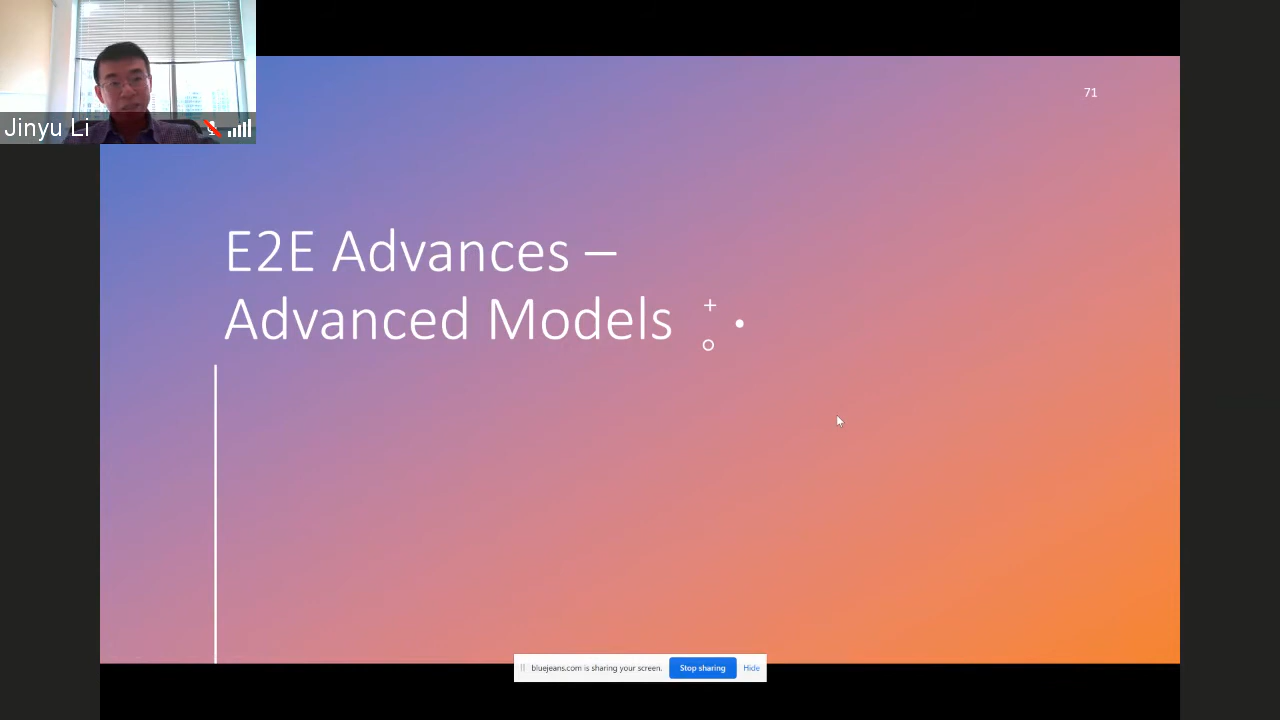 Jinyu Li
71
E2E Advances –
Advanced Models
bluejeans.com is sharing your screen.
Stop sharing
Hide